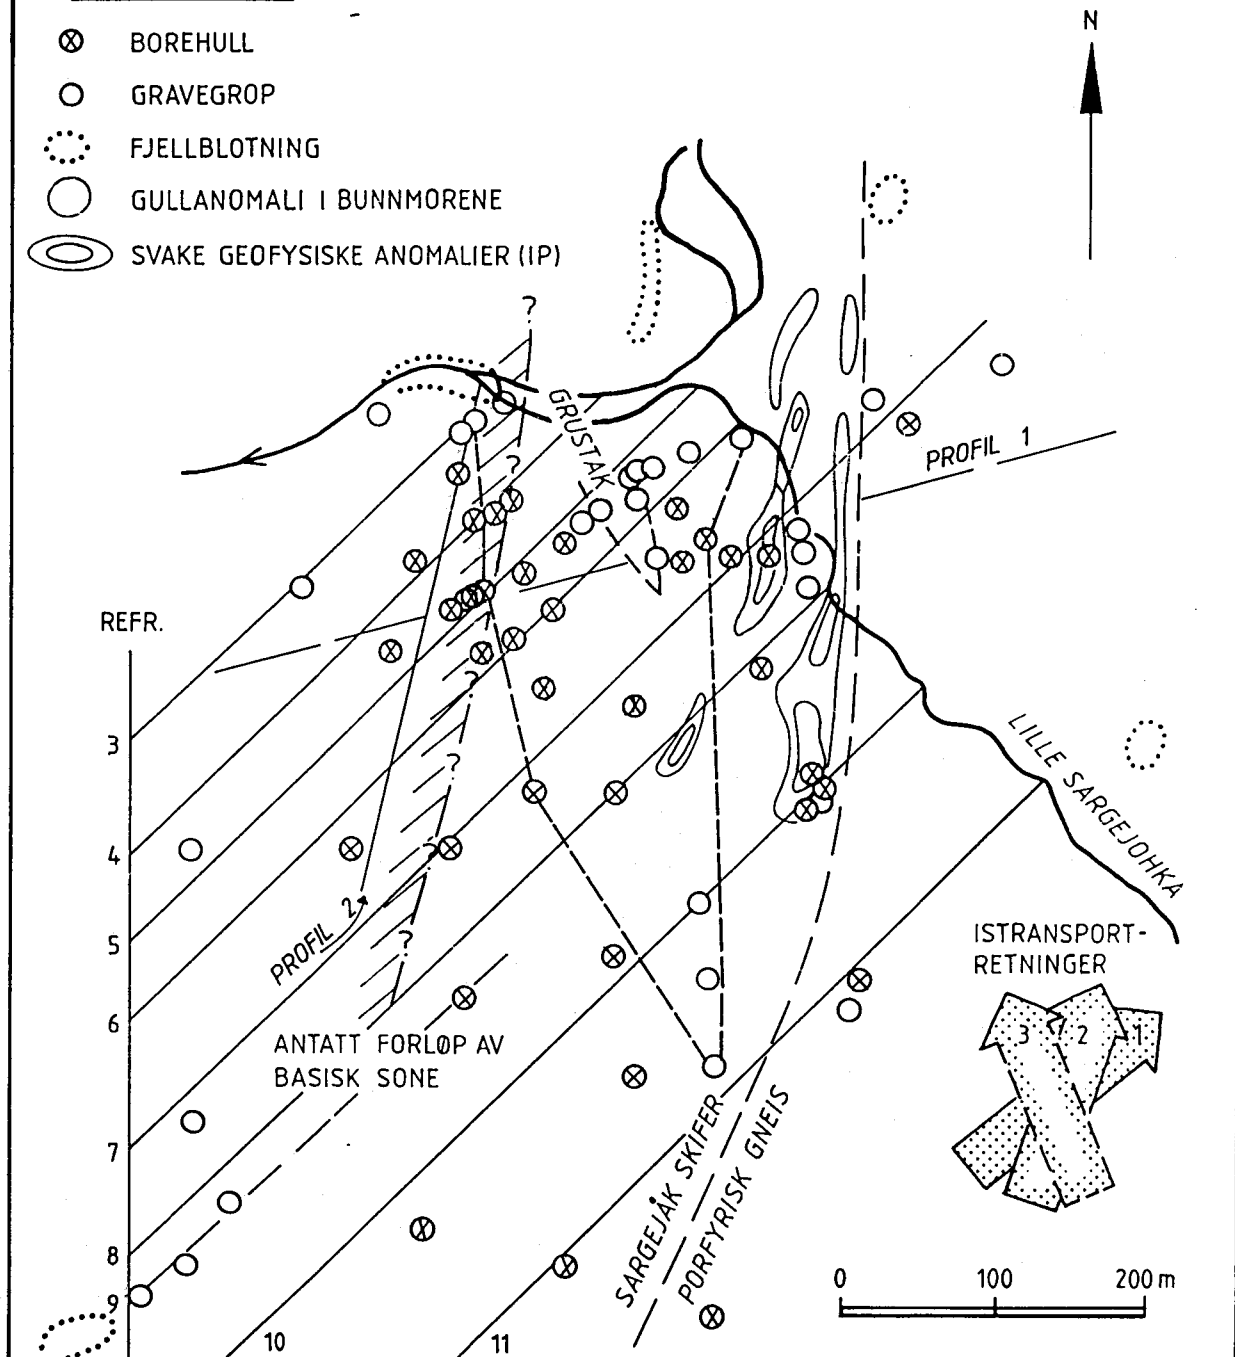 BOREHULL
GRAVEGROP
FJELLBLOTNING
GULLANOMALI I BUNNMORENE
SVAKE GEOFYSISKE ANOMALIER (IP)
N
?
GRUSTAK
PROFIL 1
?
REFR.
?
3
?
LILLE SARGEJOHKA
4
?
PROFIL 2
5
?
ISTRANSPORT-
RETNINGER
6
3 2 1
ANTATT FORLØP AV
BASISK SONE
7
SARGEJÅK SKIFER
PORFYRISK GNEIS
8
0 100 200 m
9
10
11